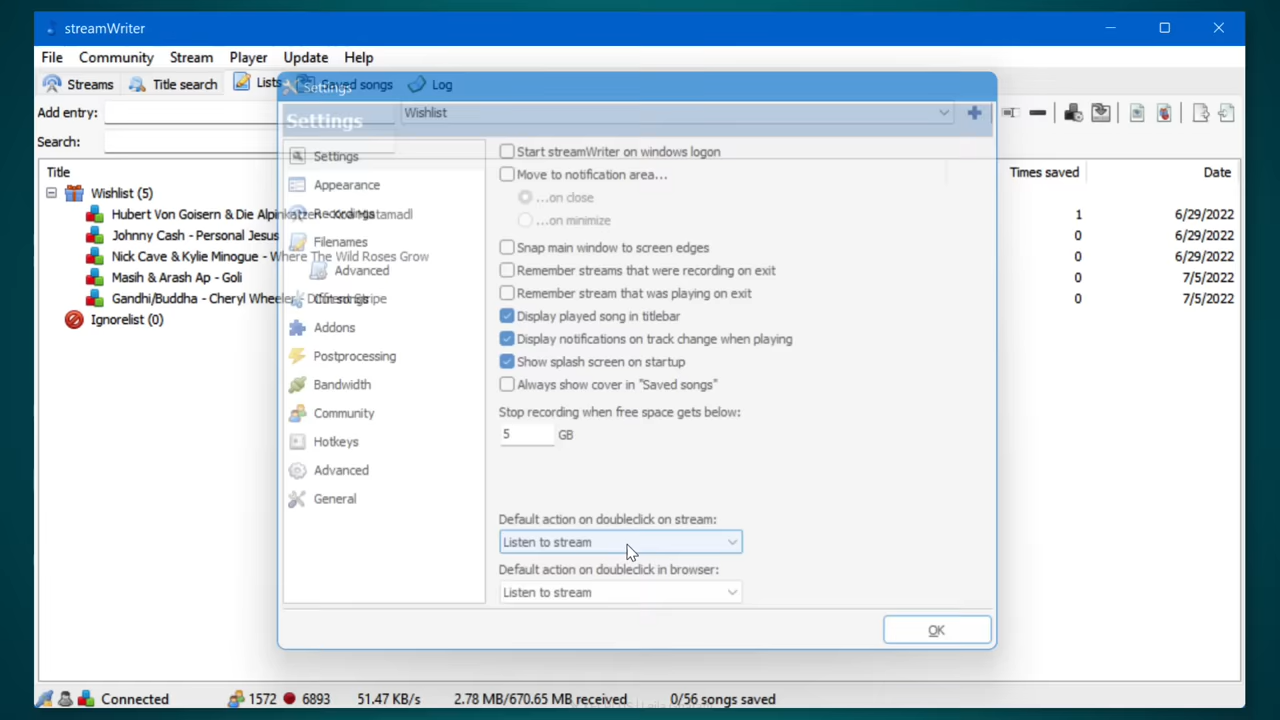 streamWriter
File Community Stream Player Update Help
Streams Title search Lists Saved songs Log
Settings
Add entry: Wishlist
Settings
Search:
Title Times saved Date
Wishlist (5)
Hubert Von Goisern & Die Alpinkatzen - Koa Hiatamadl 1 6/29/2022
Johnny Cash - Personal Jesus 0 6/29/2022
Nick Cave & Kylie Minogue - Where The Wild Roses Grow 0 6/29/2022
Masih & Arash Ap - Goli 0 7/5/2022
Gandhi/Buddha - Cheryl Wheeler - Different Stripe 0 7/5/2022
Ignorelist (0)
Settings
Appearance
Recordings
Filenames
Advanced
Cut songs
Addons
Postprocessing
Bandwidth
Community
Hotkeys
Advanced
General
Start streamWriter on windows logon
Move to notification area...
...on close
...on minimize
Snap main window to screen edges
Remember streams that were recording on exit
Remember stream that was playing on exit
Display played song in titlebar
Display notifications on track change when playing
Show splash screen on startup
Always show cover in "Saved songs"
Stop recording when free space gets below:
5 GB
Default action on doubleclick on stream:
Listen to stream
Default action on doubleclick in browser:
Listen to stream
OK
Connected 1572 6893 51.47 KB/s 2.78 MB/670.65 MB received 0/56 songs saved